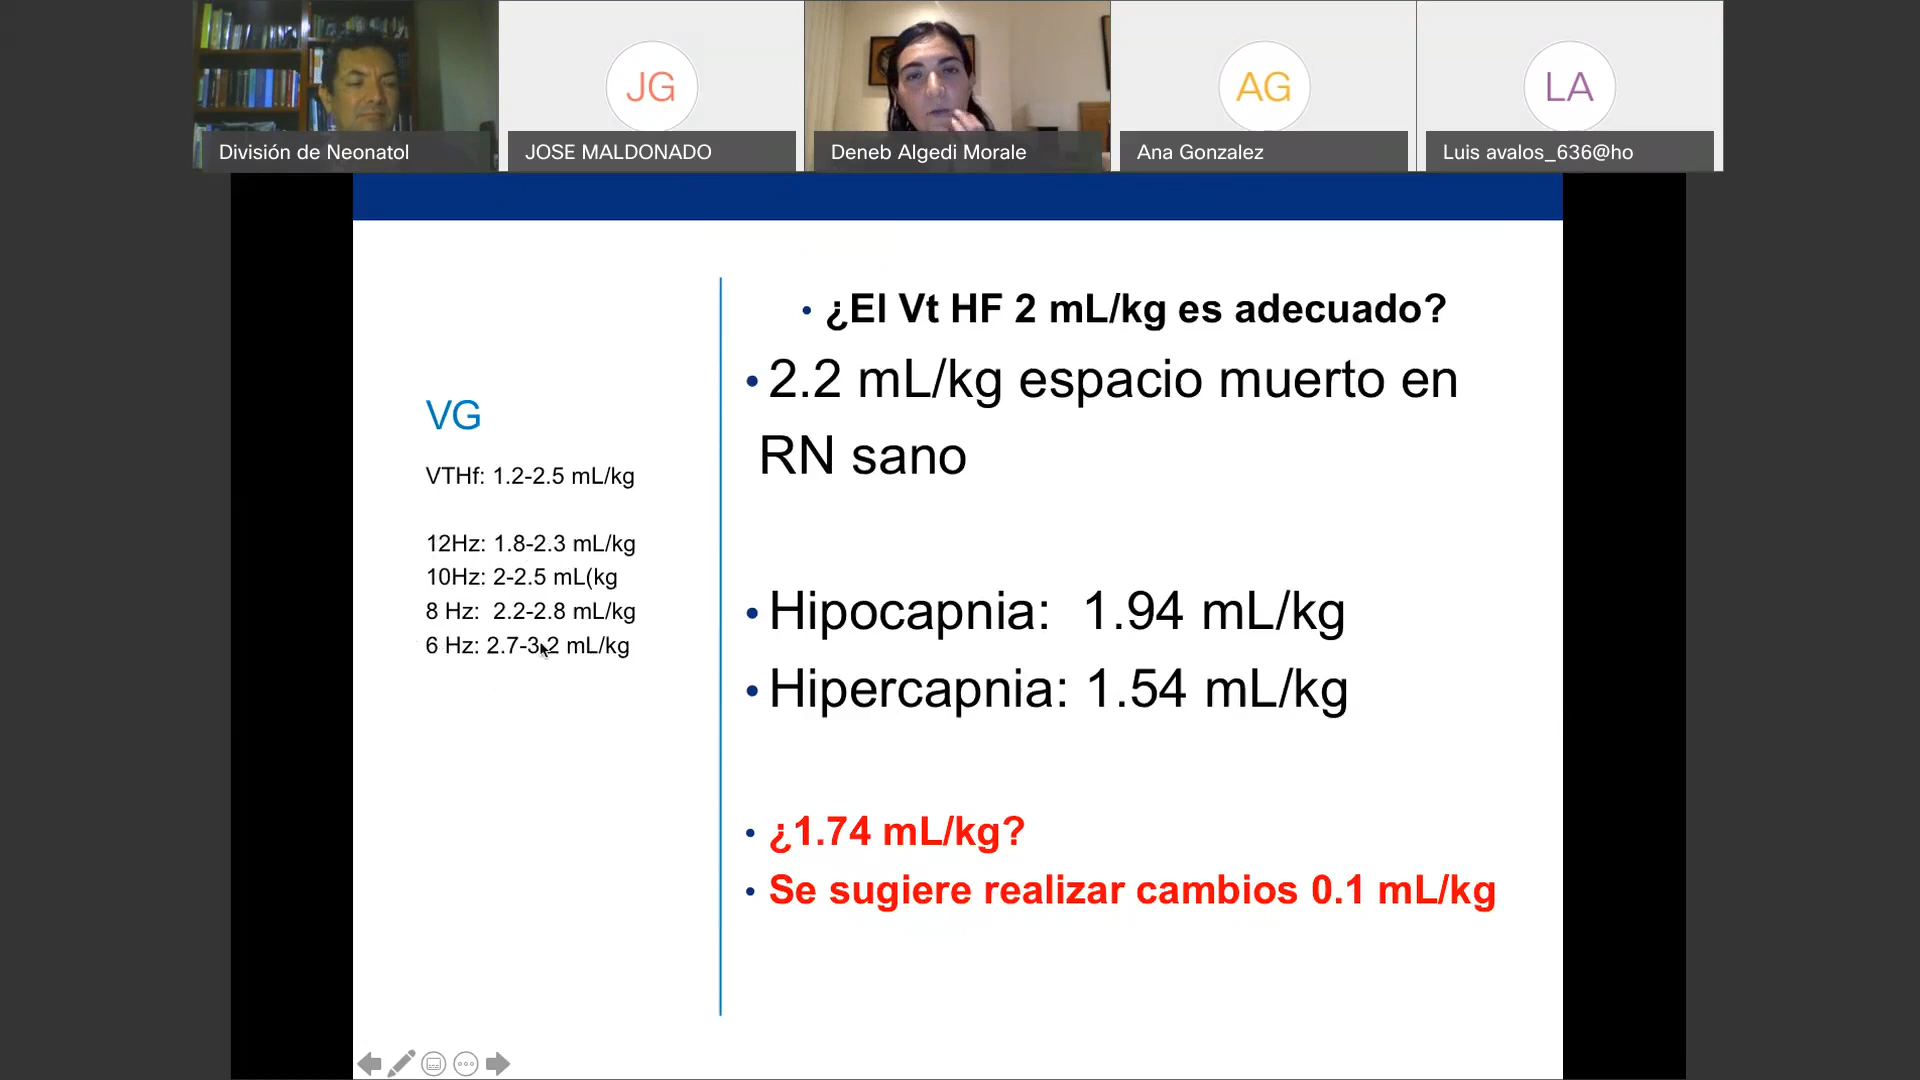 JG
AG
LA
División de Neonatol
JOSE MALDONADO
Deneb Algedi Morale
Ana Gonzalez
Luis avalos_636@ho
VG
VTHf: 1.2-2.5 mL/kg
12Hz: 1.8-2.3 mL/kg
10Hz: 2-2.5 mL(kg
8 Hz: 2.2-2.8 mL/kg
6 Hz: 2.7-3.2 mL/kg
• ¿El Vt HF 2 mL/kg es adecuado?
• 2.2 mL/kg espacio muerto en
RN sano
• Hipocapnia: 1.94 mL/kg
• Hipercapnia: 1.54 mL/kg
• ¿1.74 mL/kg?
• Se sugiere realizar cambios 0.1 mL/kg